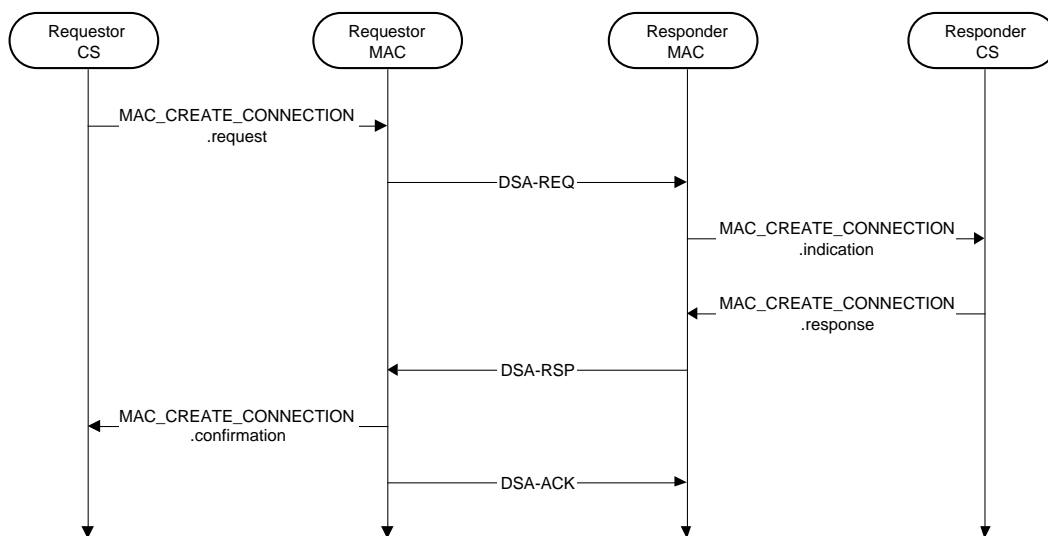 Requestor
CS
Requestor
MAC
Responder
MAC
Responder
CS
MAC_CREATE_CONNECTION
.request
DSA-REQ
MAC_CREATE_CONNECTION
.indication
MAC_CREATE_CONNECTION
.response
DSA-RSP
MAC_CREATE_CONNECTION
.confirmation
DSA-ACK